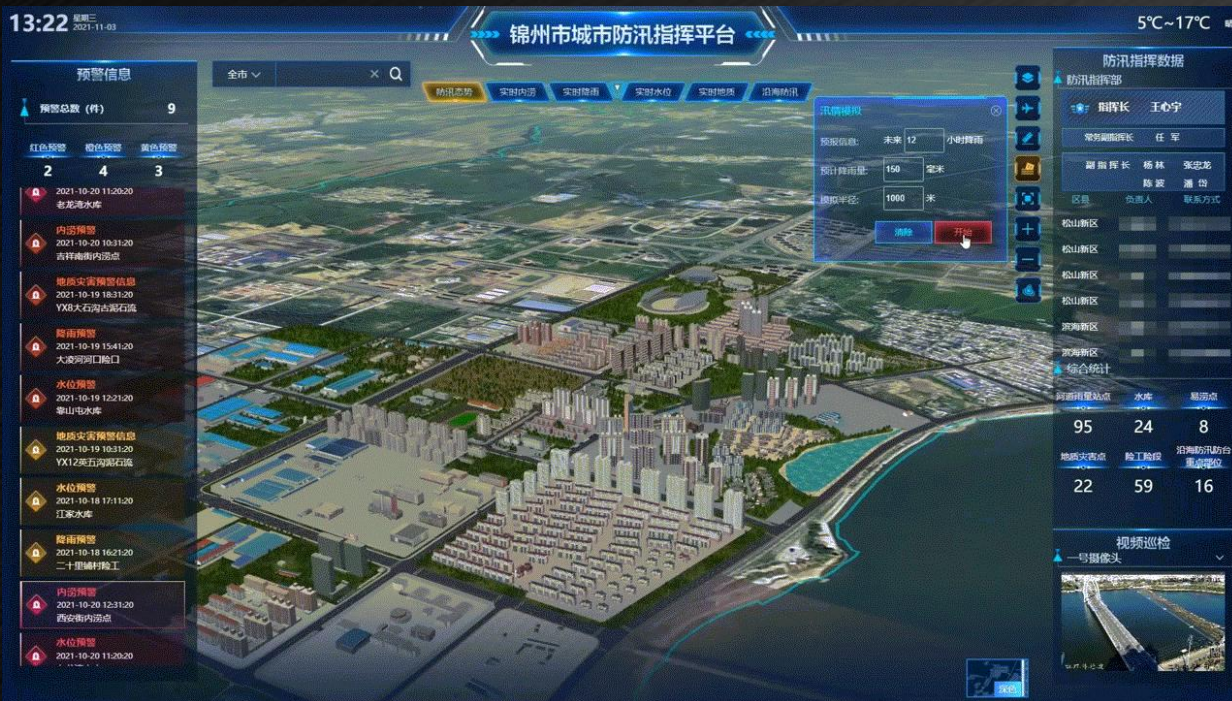 13:22
星期三
2021-11-03
锦州市城市防汛指挥平台
5℃~17℃
预警信息
预警总数（件） 9
红色预警 橙色预警 黄色预警
2 4 3
2021-10-20 11:20:20
老龙湾水库
内涝预警
2021-10-20 10:31:20
吉祥南街内涝点
地质灾害预警信息
2021-10-19 18:31:20
YX8大石沟古泥石流
降雨预警
2021-10-19 15:41:20
大凌河河口险口
水位预警
2021-10-19 12:21:20
靠山屯水库
地质灾害预警信息
2021-10-19 10:31:20
YX12英五沟泥石流
水位预警
2021-10-18 17:11:20
江家水库
降雨预警
2021-10-18 16:21:20
二十里铺村险工
内涝预警
2021-10-20 12:31:20
西安街内涝点
水位预警
2021-10-20 11:20:20
全市
防汛态势 实时内涝 实时降雨 实时水位 实时地质 沿海防汛
汛情模拟
预报信息: 未来 12 小时降雨
预计降雨量: 150 毫米
模拟半径: 1000 米
清除 开始
防汛指挥数据
防汛指挥部
指挥长 王心宇
常务副指挥长 任 军
副指挥长 杨林 张忠龙
陈波 潘岱
区县 负责人 联系方式
松山新区
松山新区
松山新区
松山新区
滨海新区
滨海新区
综合统计
河道雨量站点 水库 易涝点
95 24 8
地质灾害点 险工险段 沿海防汛防台
重点部位
22 59 16
视频巡检
一号摄像头
深色